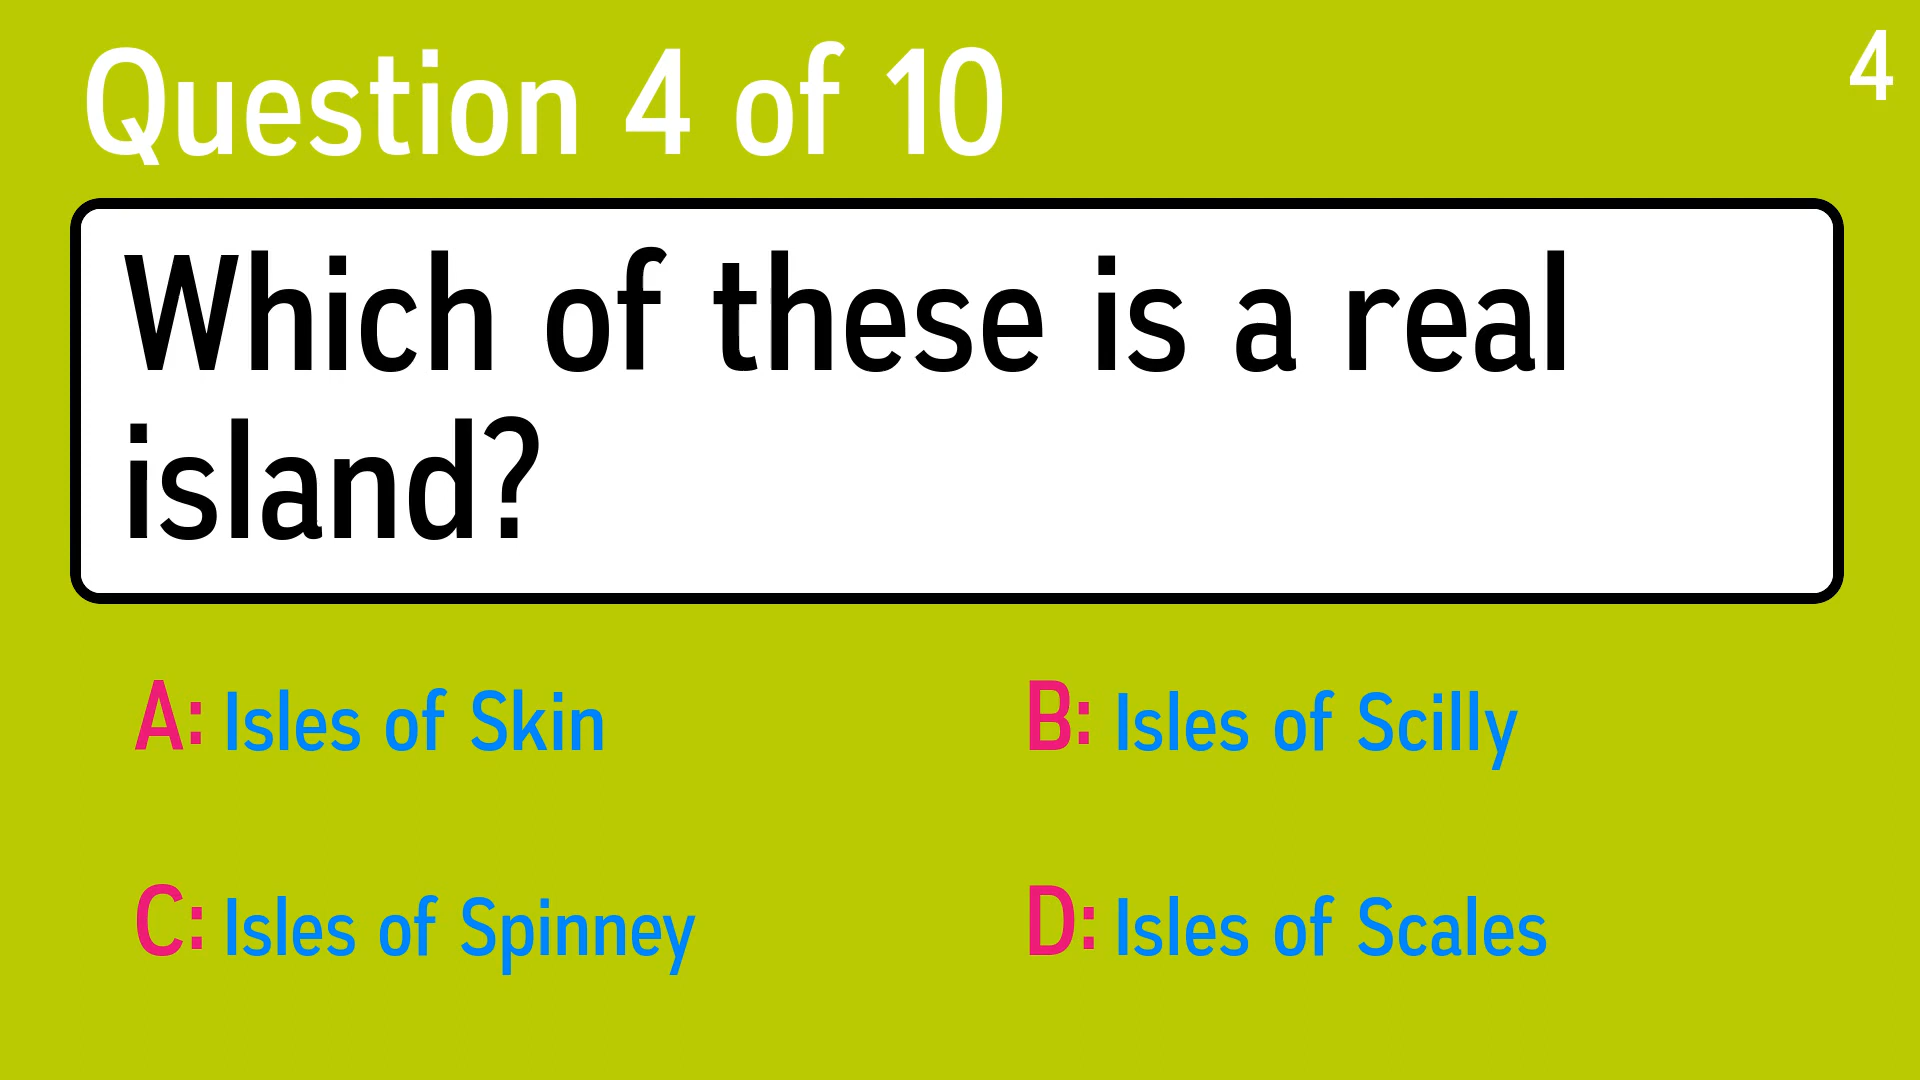 Question 4 of 10
4
Which of these is a real
island?
A: Isles of Skin
B: Isles of Scilly
C: Isles of Spinney
D: Isles of Scales